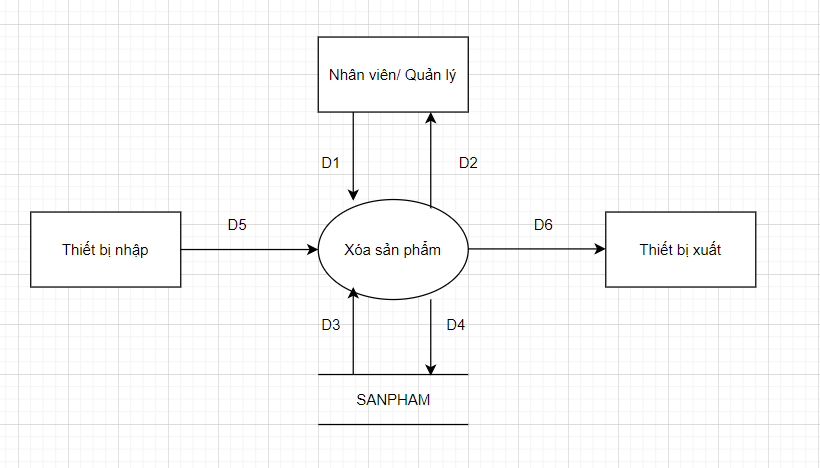 Nhân viên/ Quản lý
D1
D2
D5
D6
Thiết bị nhập
Xóa sản phẩm
Thiết bị xuất
D3
D4
SANPHAM